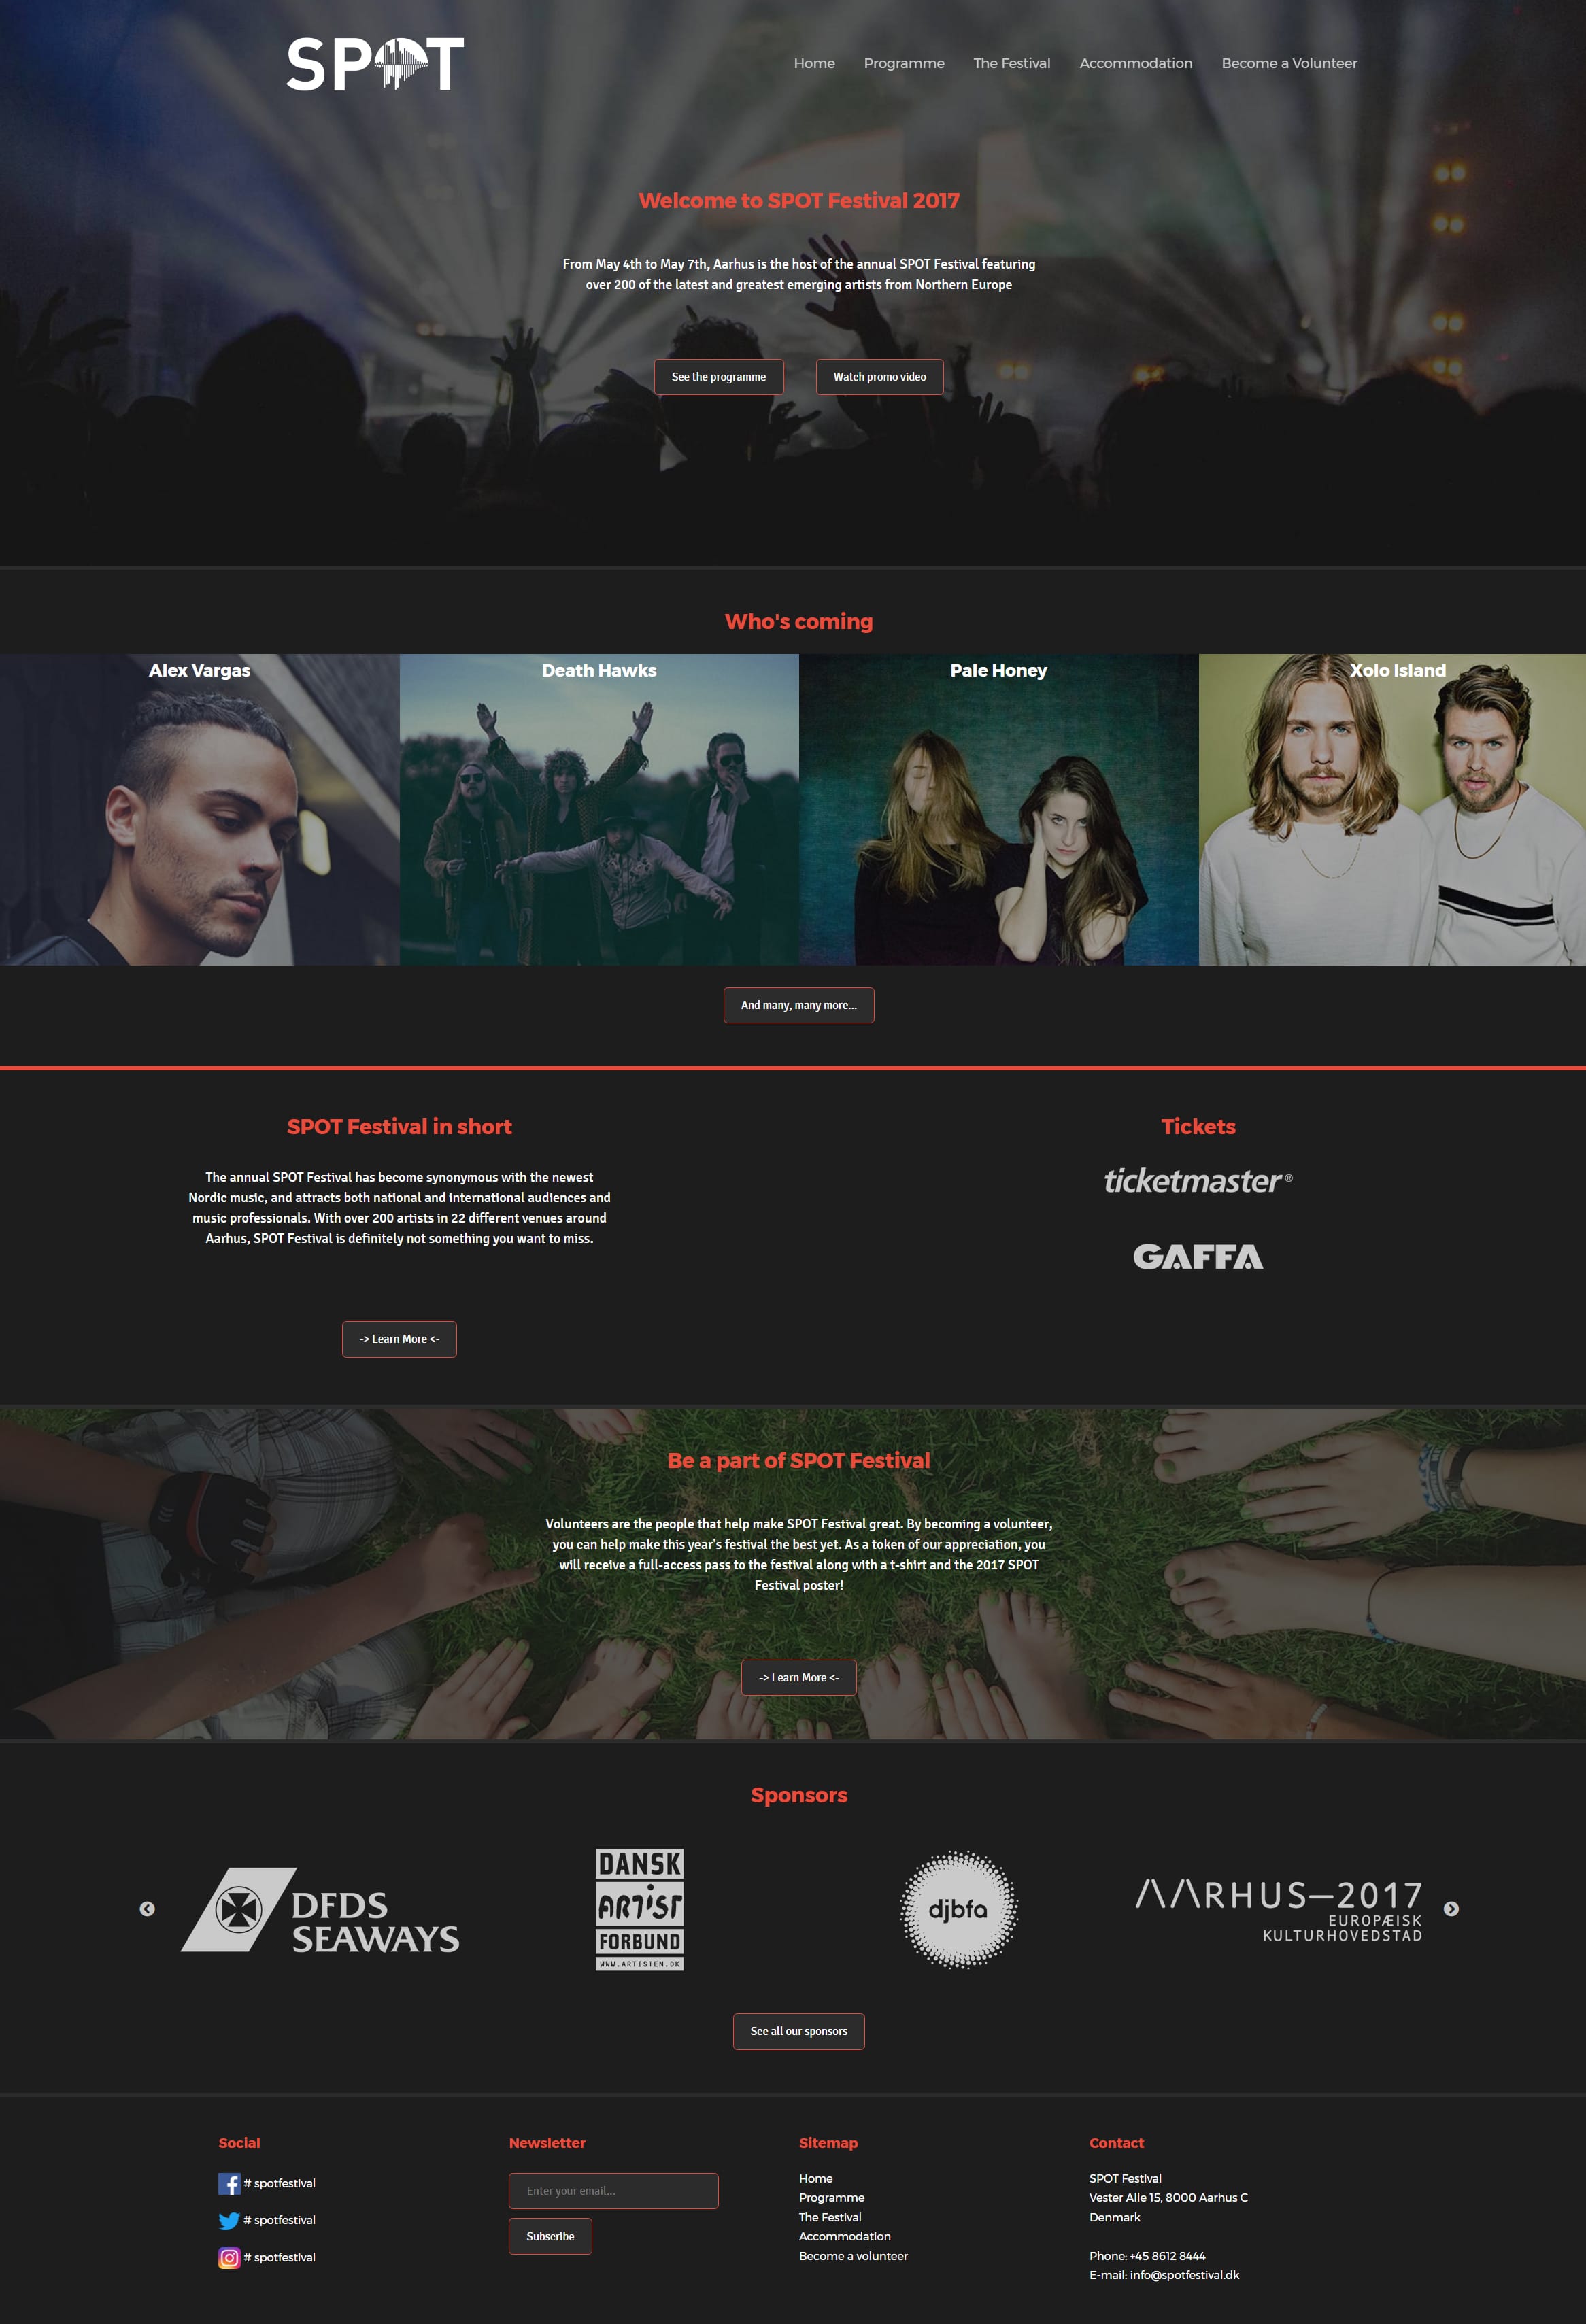 SPOT
Home Programme The Festival Accommodation Become a Volunteer
Welcome to SPOT Festival 2017
From May 4th to May 7th, Aarhus is the host of the annual SPOT Festival featuring
over 200 of the latest and greatest emerging artists from Northern Europe
See the programme Watch promo video
Who's coming
Alex Vargas Death Hawks Pale Honey Xolo Island
And many, many more...
SPOT Festival in short
The annual SPOT Festival has become synonymous with the newest
Nordic music, and attracts both national and international audiences and
music professionals. With over 200 artists in 22 different venues around
Aarhus, SPOT Festival is definitely not something you want to miss.
-> Learn More <-
Tickets
ticketmaster®
GAFFA
Be a part of SPOT Festival
Volunteers are the people that help make SPOT Festival great. By becoming a volunteer,
you can help make this year's festival the best yet. As a token of our appreciation, you
will receive a full-access pass to the festival along with a t-shirt and the 2017 SPOT
Festival poster!
-> Learn More <-
Sponsors
DFDS
SEAWAYS
DANSK
ARTiST
FORBUND
WWW.ARTISTEN.DK
djbfa
AARHUS—2017
EUROPÆISK
KULTURHOVEDSTAD
See all our sponsors
Social
# spotfestival
# spotfestival
# spotfestival
Newsletter
Enter your email...
Subscribe
Sitemap
Home
Programme
The Festival
Accommodation
Become a volunteer
Contact
SPOT Festival
Vester Alle 15, 8000 Aarhus C
Denmark
Phone: +45 8612 8444
E-mail: info@spotfestival.dk